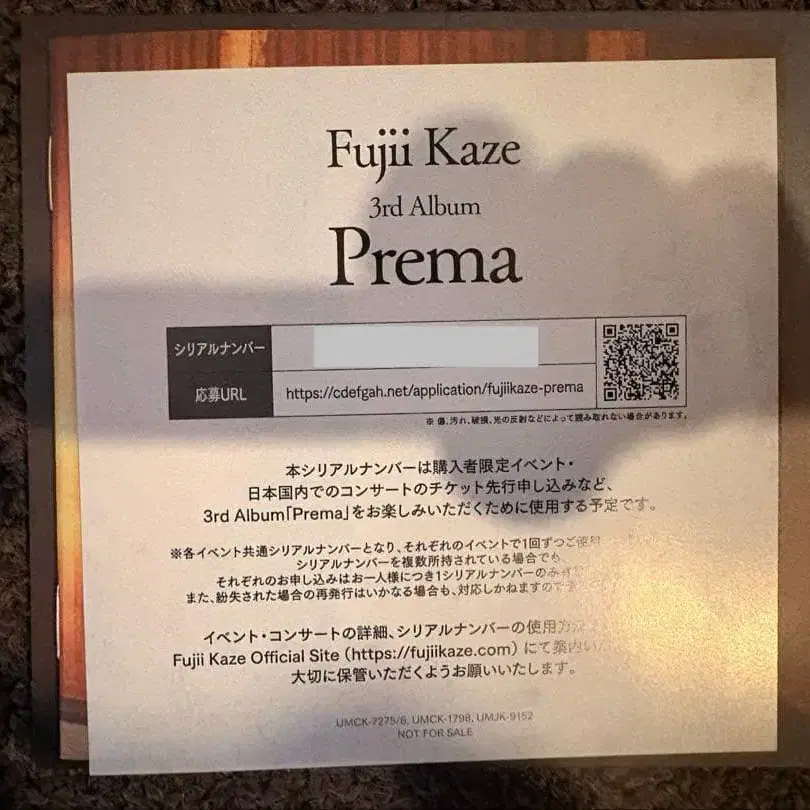 Fujii Kaze
3rd Album
Prema
シリアルナンバー
応募URL
https://cdefgah.net/application/fujiikaze-prema
※ 傷、汚れ、破損、光の反射などによって読み取れない場合があります。
本シリアルナンバーは購入者限定イベント・
日本国内でのコンサートのチケット先行申し込みなど、
3rd Album「Prema」をお楽しみいただくために使用する予定です。
※各イベント共通シリアルナンバーとなり、それぞれのイベントで1回ずつご使用
シリアルナンバーを複数所持されている場合でも、
それぞれのお申し込みはお一人様につき1シリアルナンバーのみ
また、紛失された場合の再発行はいかなる場合も、対応しかねますので
イベント・コンサートの詳細、シリアルナンバーの使用方法
Fujii Kaze Official Site (https://fujiikaze.com) にて案内い
大切に保管いただくようお願いいたします。
UMCK-7275/6, UMCK-1798, UMJK-9152
NOT FOR SALE